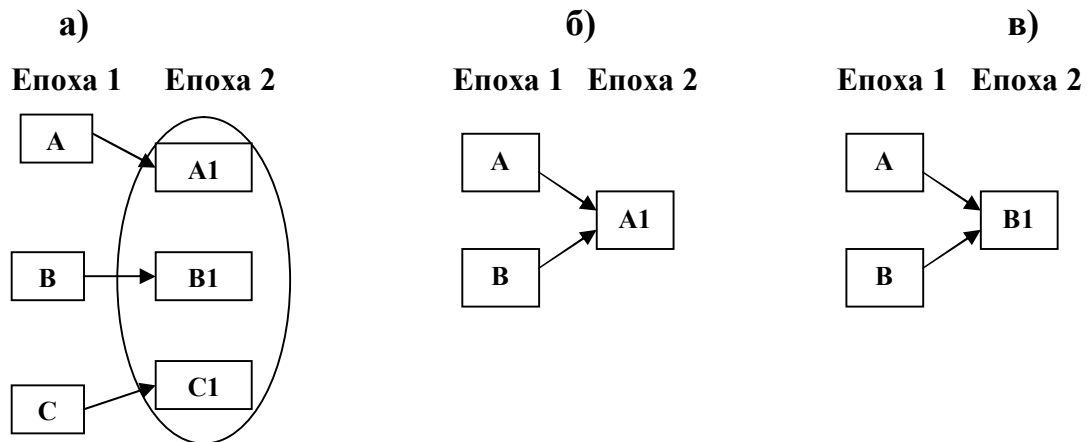 а) б) в)
Епоха 1 Епоха 2 Епоха 1 Епоха 2 Епоха 1 Епоха 2
A A1
B B1
C C1
A
B
A1
A
B
B1